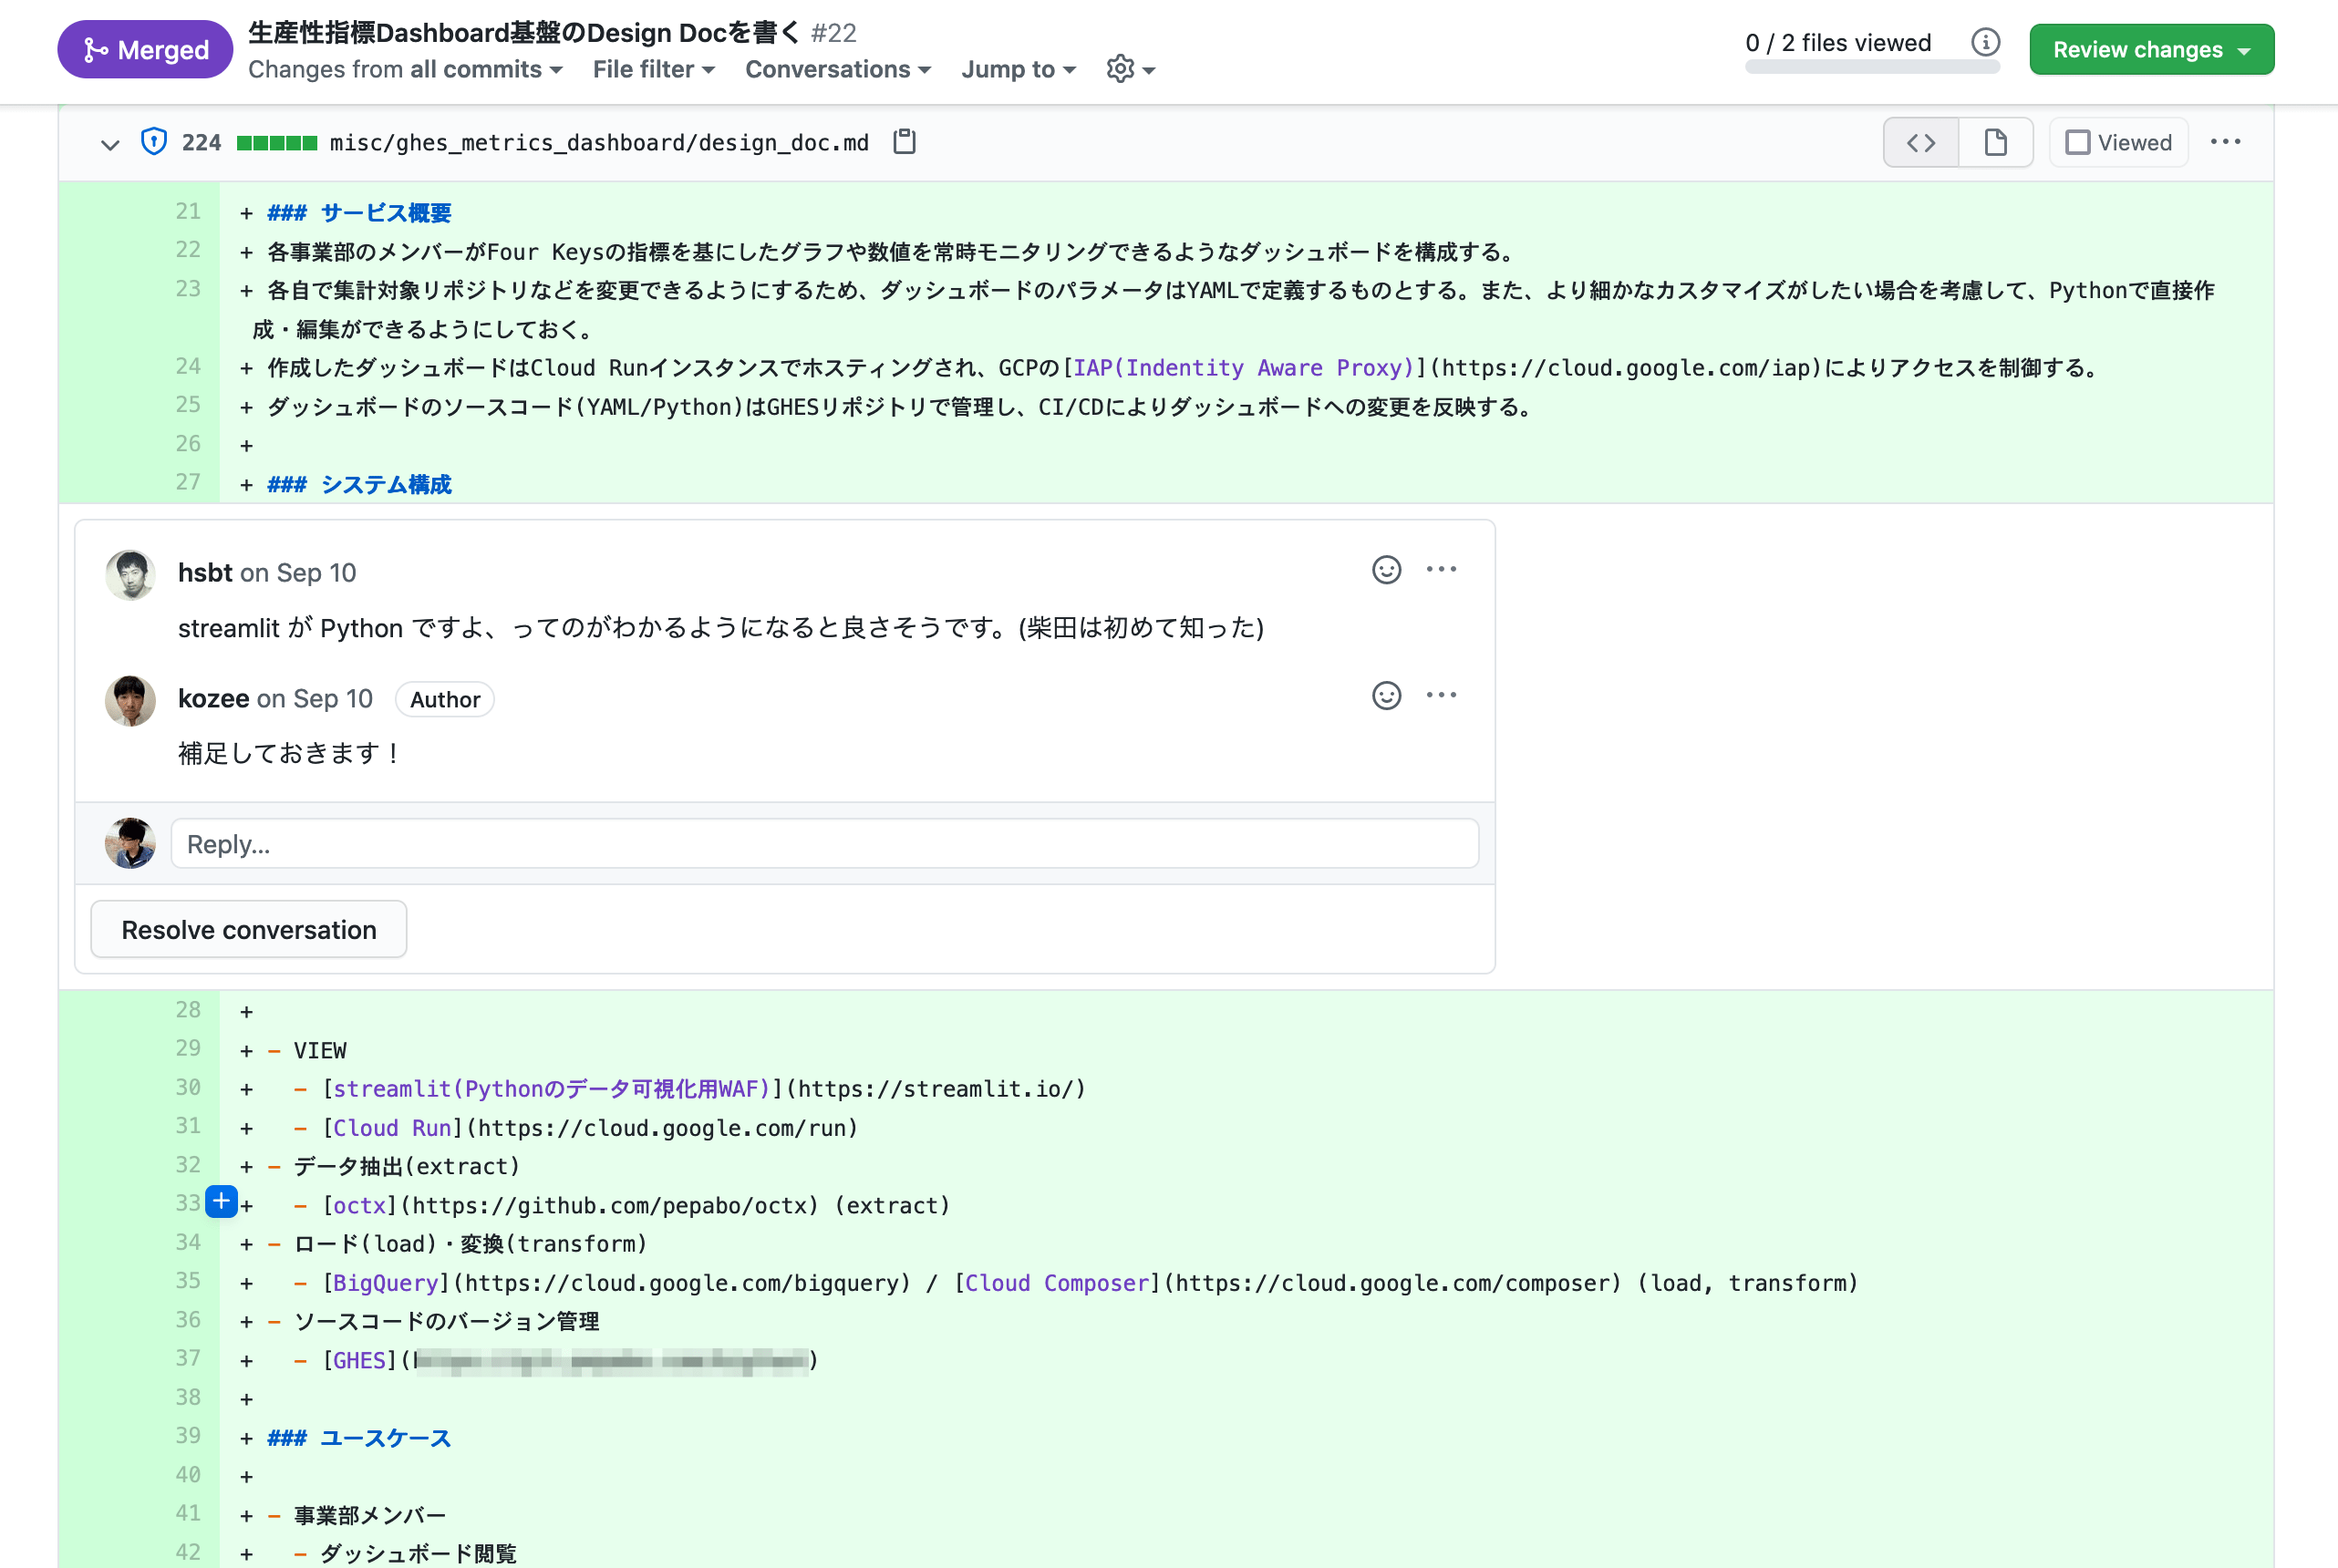 Merged
生産性指標Dashboard基盤のDesign Docを書く #22
Changes from all commits File filter Conversations Jump to
0 / 2 files viewed
Review changes
224 misc/ghes_metrics_dashboard/design_doc.md
Viewed
21 + ### サービス概要
22 + 各事業部のメンバーがFour Keysの指標を基にしたグラフや数値を常時モニタリングできるようなダッシュボードを構成する。
23 + 各自で集計対象リポジトリなどを変更できるようにするため、ダッシュボードのパラメータはYAMLで定義するものとする。また、より細かなカスタマイズがしたい場合を考慮して、Pythonで直接作
成・編集ができるようにしておく。
24 + 作成したダッシュボードはCloud Runインスタンスでホスティングされ、GCPの[IAP(Indentity Aware Proxy)](https://cloud.google.com/iap)によりアクセスを制御する。
25 + ダッシュボードのソースコード(YAML/Python)はGHESリポジトリで管理し、CI/CDによりダッシュボードへの変更を反映する。
26 +
27 + ### システム構成
hsbt on Sep 10
streamlit が Python ですよ、ってのがわかるようになると良さそうです。(柴田は初めて知った)
kozee on Sep 10 Author
補足しておきます！
Reply...
Resolve conversation
28 +
29 + - VIEW
30 + - [streamlit(Pythonのデータ可視化用WAF)](https://streamlit.io/)
31 + - [Cloud Run](https://cloud.google.com/run)
32 + - データ抽出(extract)
33 + - [octx](https://github.com/pepabo/octx) (extract)
34 + - ロード(load)・変換(transform)
35 + - [BigQuery](https://cloud.google.com/bigquery) / [Cloud Composer](https://cloud.google.com/composer) (load, transform)
36 + - ソースコードのバージョン管理
37 + - [GHES]( )
38 +
39 + ### ユースケース
40 +
41 + - 事業部メンバー
42 + - ダッシュボード閲覧